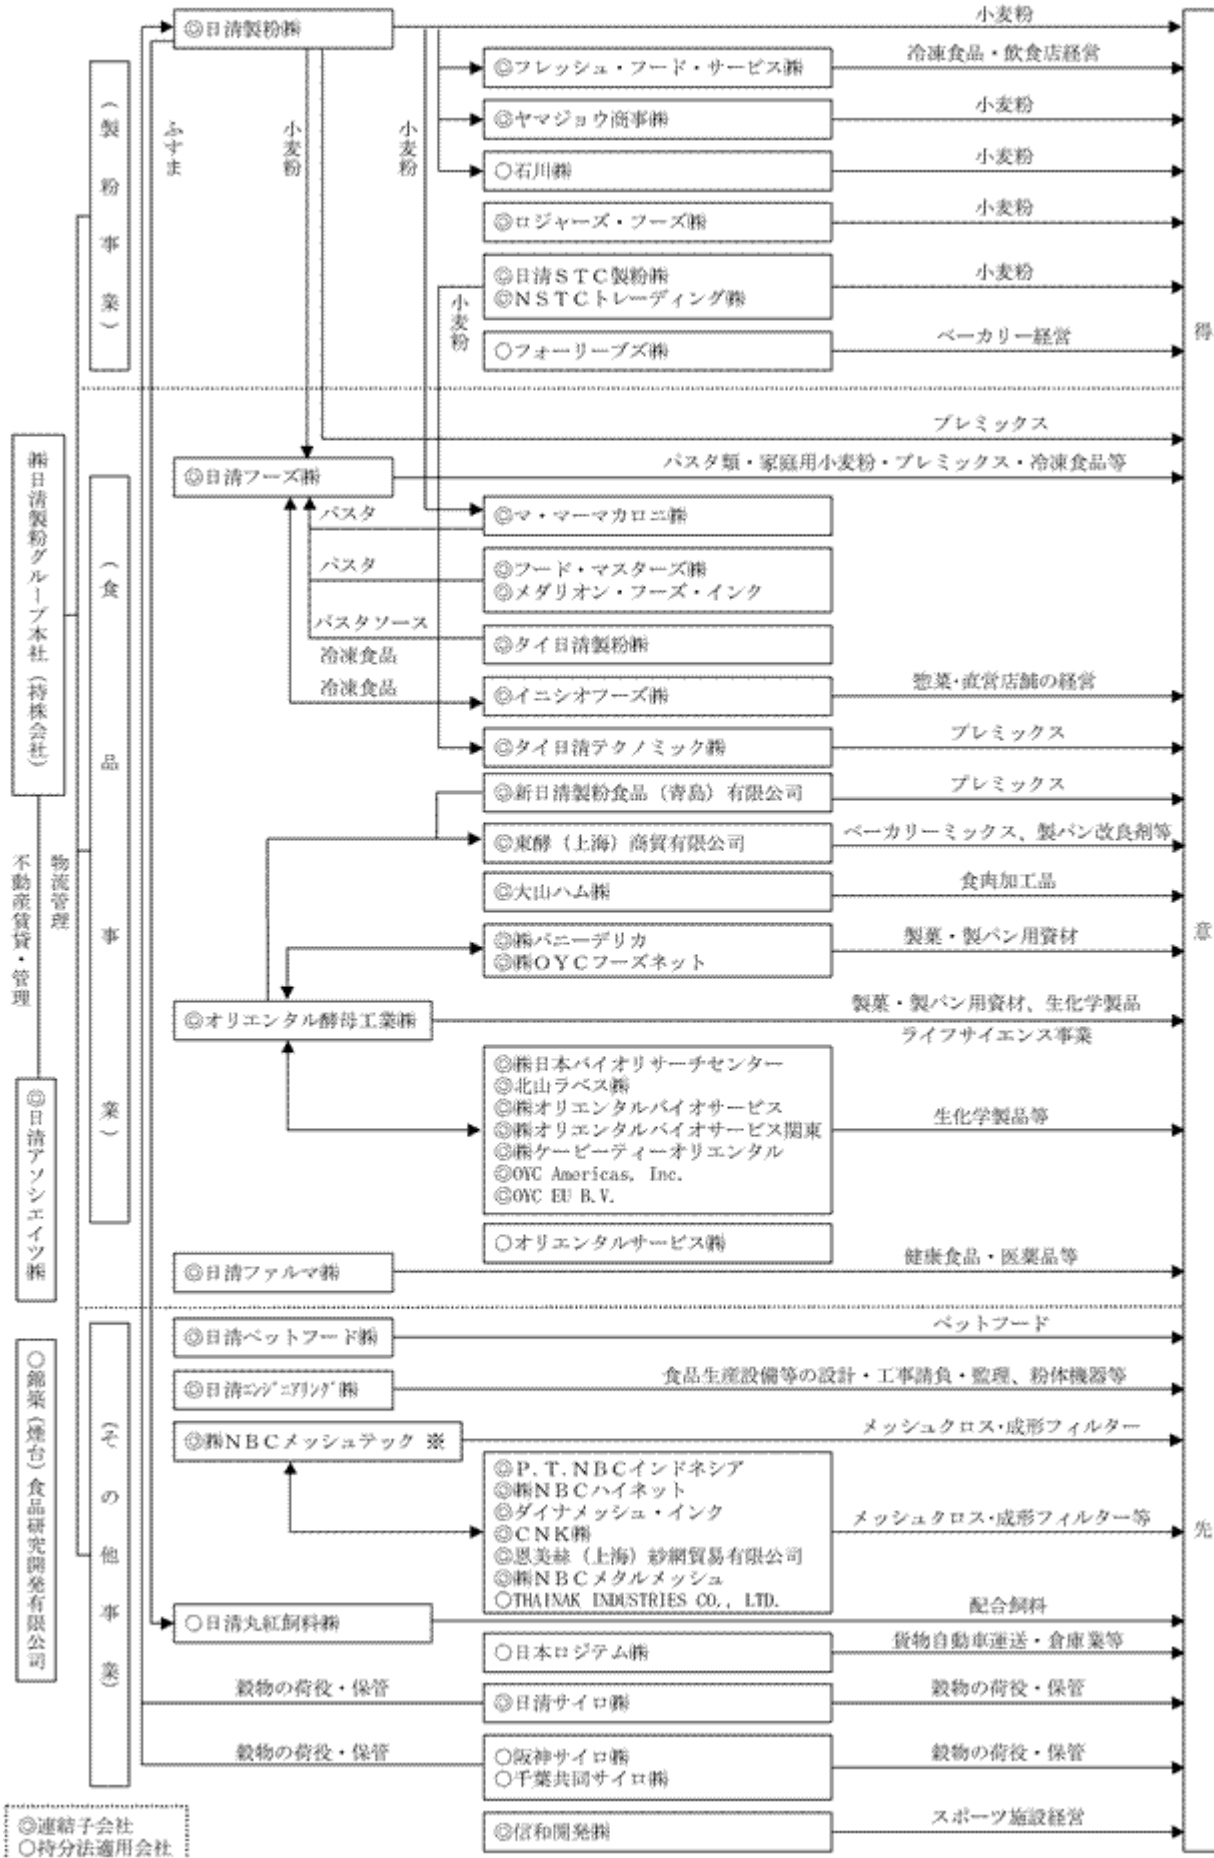 ◎日清製粉㈱
小麦粉
(製粉事業)
ふすま
小麦粉
小麦粉
◎フレッシュ・フード・サービス㈱
冷凍食品・飲食店経営
◎ヤマジョウ商事㈱
小麦粉
○石川㈱
小麦粉
◎ロジャーズ・フーズ㈱
小麦粉
◎日清STC製粉㈱
◎NSTCトレーディング㈱
小麦粉
小麦粉
○フォーリーブズ㈱
ベーカリー経営
得
意
先
㈱日清製粉グループ本社(持株会社)
(食品事業)
プレミックス
◎日清フーズ㈱
パスタ類・家庭用小麦粉・プレミックス・冷凍食品等
パスタ
◎マ・マーマカロニ㈱
パスタ
◎フード・マスターズ㈱
◎メダリオン・フーズ・インク
パスタソース
冷凍食品
◎タイ日清製粉㈱
冷凍食品
◎イニシオフーズ㈱
惣菜・直営店舗の経営
◎タイ日清テクノミック㈱
プレミックス
◎新日清製粉食品(青島)有限公司
プレミックス
◎東酵(上海)商貿有限公司
ベーカリーミックス、製パン改良剤等
◎大山ハム㈱
食肉加工品
◎㈱パニーデリカ
◎㈱OYCフーズネット
製菓・製パン用資材
◎オリエンタル酵母工業㈱
製菓・製パン用資材、生化学製品
ライフサイエンス事業
◎㈱日本バイオリサーチセンター
◎北山ラベス㈱
◎㈱オリエンタルバイオサービス
◎㈱オリエンタルバイオサービス関東
◎㈱ケービーティーオリエンタル
◎OYC Americas, Inc.
◎OYC EU B.V.
生化学製品等
○オリエンタルサービス㈱
◎日清ファルマ㈱
健康食品・医薬品等
物流管理
不動産賃貸・管理
◎日清アソシエイツ㈱
○錦築(煙台)食品研究開発有限公司
(その他事業)
◎日清ペットフード㈱
ペットフード
◎日清エンジニアリング㈱
食品生産設備等の設計・工事請負・監理、粉体機器等
◎㈱NBCメッシュテック ※
メッシュクロス・成形フィルター
◎P.T.NBCインドネシア
◎㈱NBCハイネット
◎ダイナメッシュ・インク
◎CNK㈱
◎恩美絲(上海)紗網貿易有限公司
◎㈱NBCメタルメッシュ
○THAINAK INDUSTRIES CO., LTD.
メッシュクロス・成形フィルター等
○日清丸紅飼料㈱
配合飼料
○日本ロジテム㈱
貨物自動車運送・倉庫業等
穀物の荷役・保管
◎日清サイロ㈱
穀物の荷役・保管
穀物の荷役・保管
○阪神サイロ㈱
○千葉共同サイロ㈱
穀物の荷役・保管
◎信和開発㈱
スポーツ施設経営
◎連結子会社
○持分法適用会社